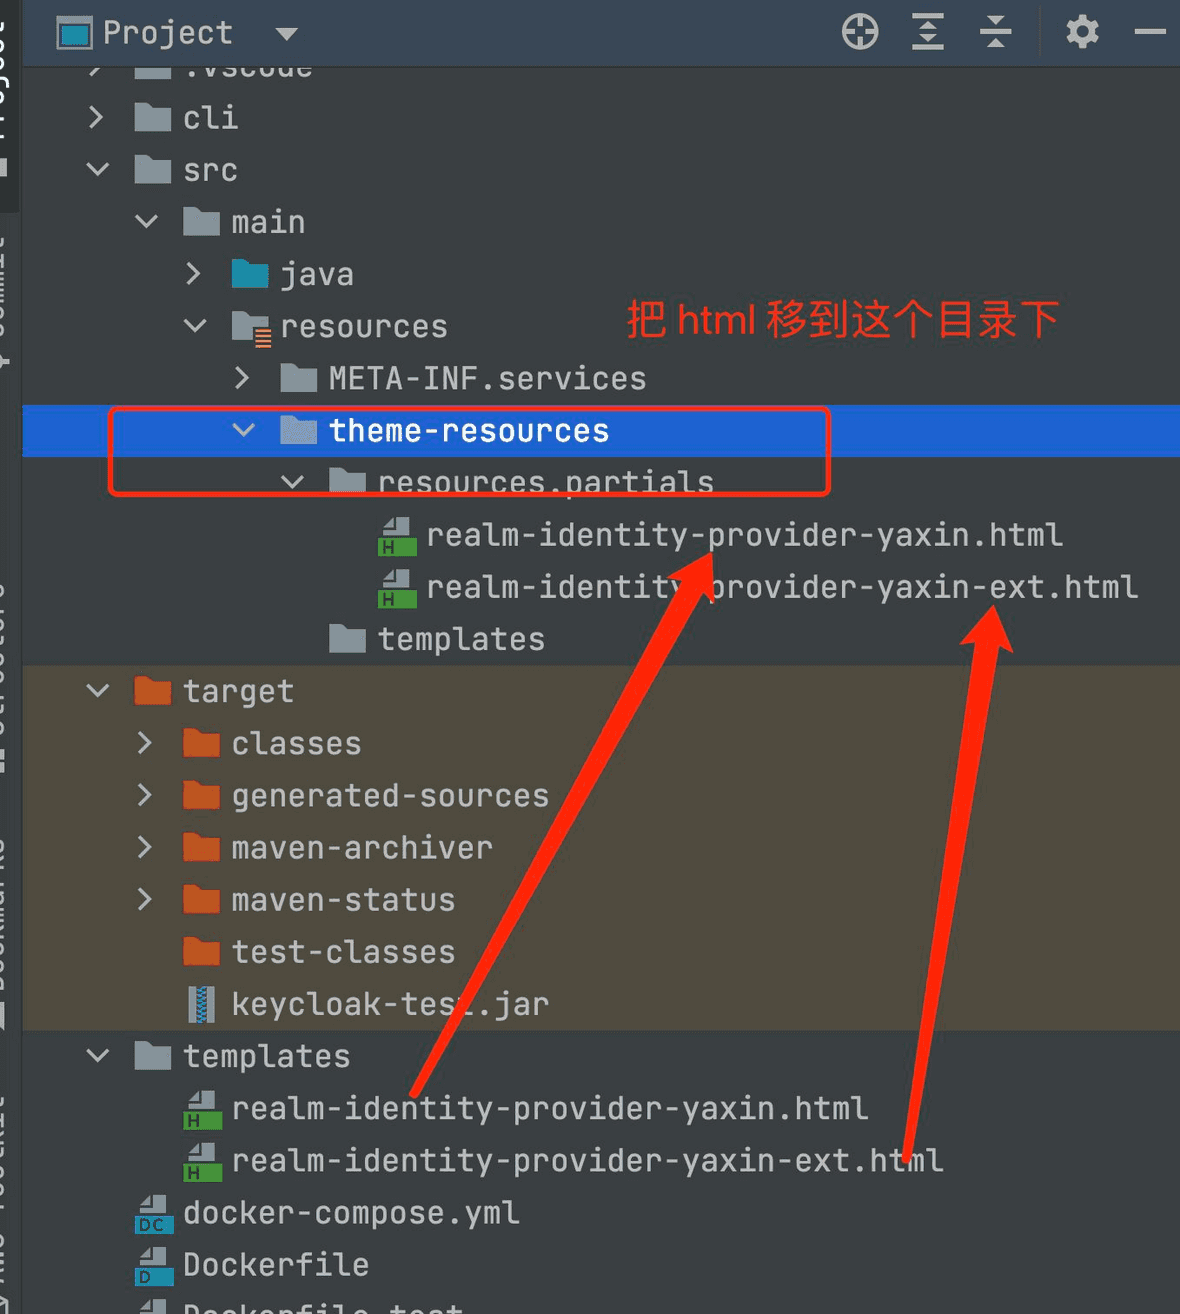 Project
.vscode
cli
src
main
java
resources
把 html 移到这个目录下
META-INF.services
theme-resources
resources.partials
realm-identity-provider-yaxin.html
realm-identity-provider-yaxin-ext.html
templates
target
classes
generated-sources
maven-archiver
maven-status
test-classes
keycloak-test.jar
templates
realm-identity-provider-yaxin.html
realm-identity-provider-yaxin-ext.html
docker-compose.yml
Dockerfile